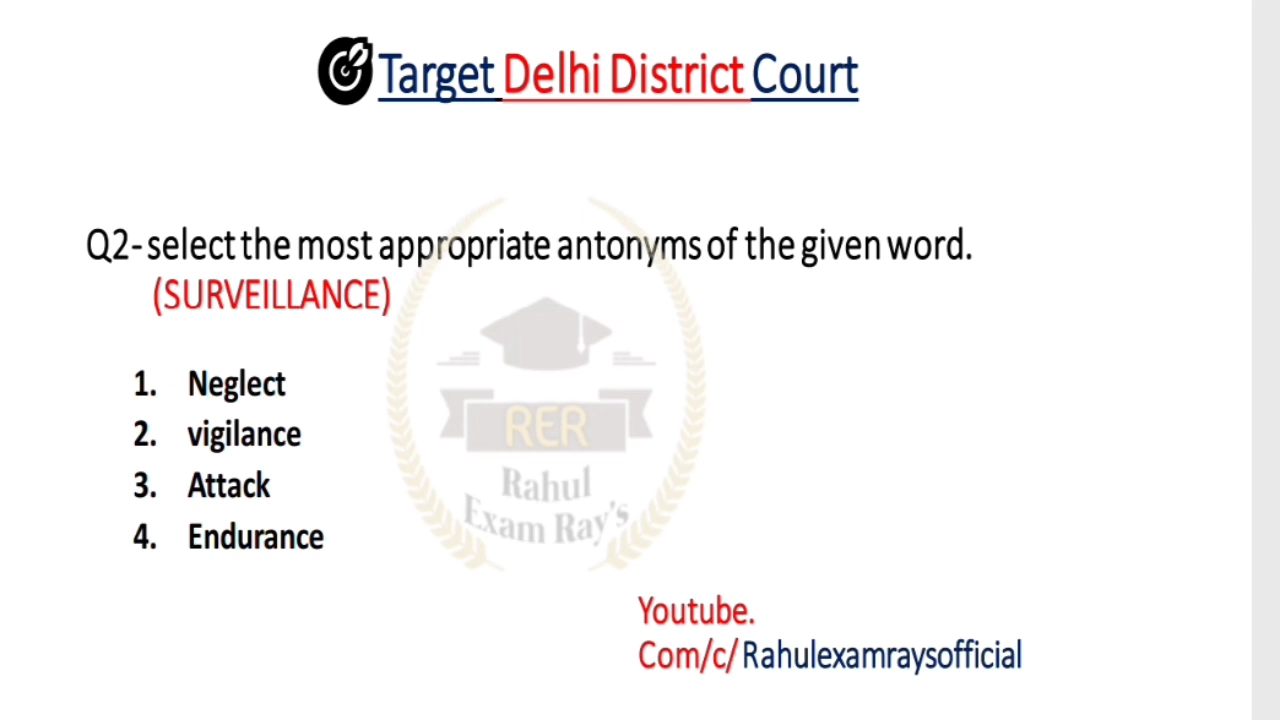 Target Delhi District Court
Q2- select the most appropriate antonyms of the given word.
(SURVEILLANCE)
1. Neglect
2. vigilance
3. Attack
4. Endurance
RER
Rahul
Exam Ray's
Youtube.
Com/c/ Rahulexamraysofficial